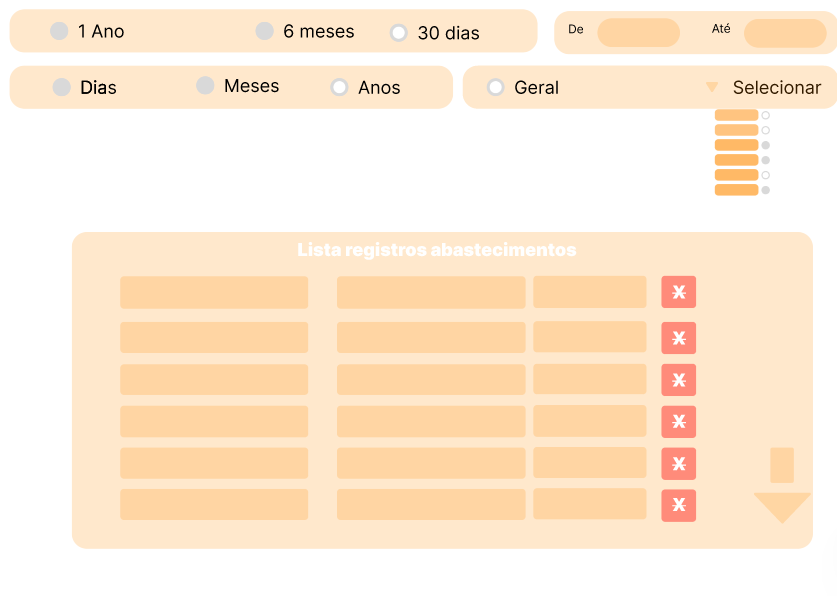 1 Ano 6 meses 30 dias De Até
Dias Meses Anos Geral Selecionar
Lista registros abastecimentos
X
X
X
X
X
X